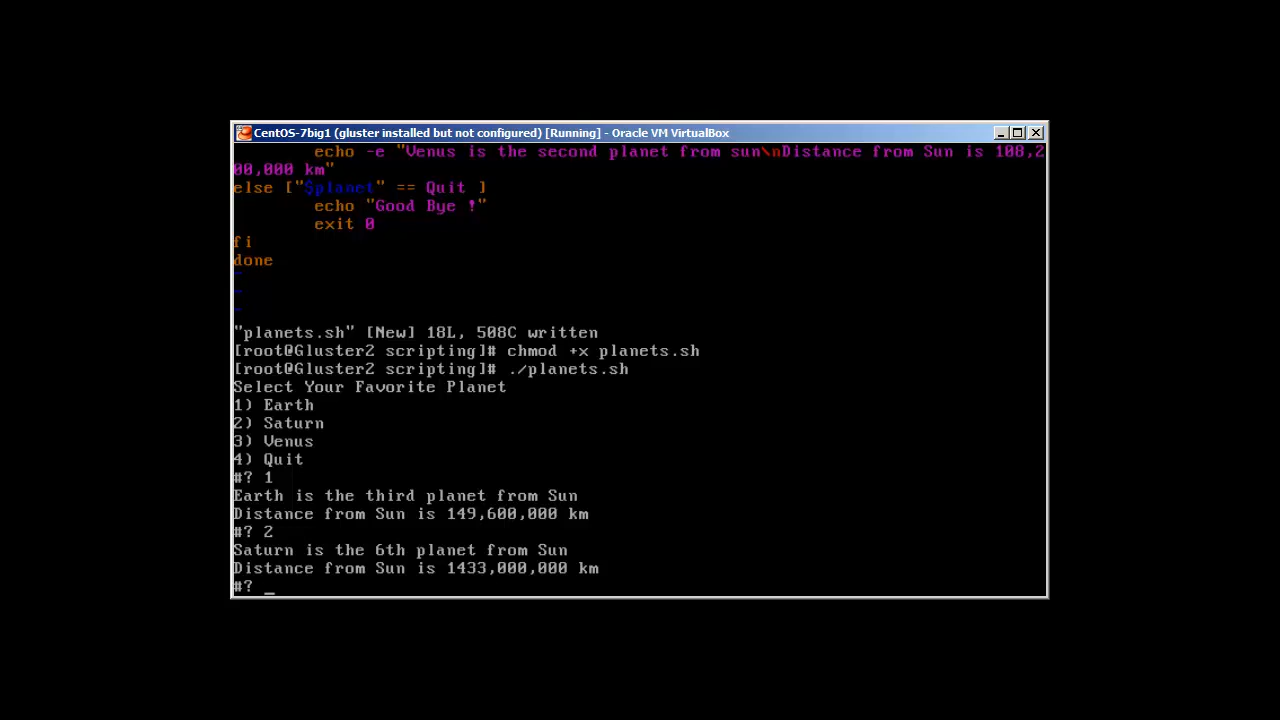 CentOS-7big1 (gluster installed but not configured) [Running] - Oracle VM VirtualBox
echo -e "Venus is the second planet from sun\nDistance from Sun is 108,2
00,000 km"
else ["$planet" == Quit ]
echo "Good Bye !"
exit 0
fi
done
~
~
~
"planets.sh" [New] 18L, 508C written
[root@Gluster2 scripting]# chmod +x planets.sh
[root@Gluster2 scripting]# ./planets.sh
Select Your Favorite Planet
1) Earth
2) Saturn
3) Venus
4) Quit
#? 1
Earth is the third planet from Sun
Distance from Sun is 149,600,000 km
#? 2
Saturn is the 6th planet from Sun
Distance from Sun is 1433,000,000 km
#? _